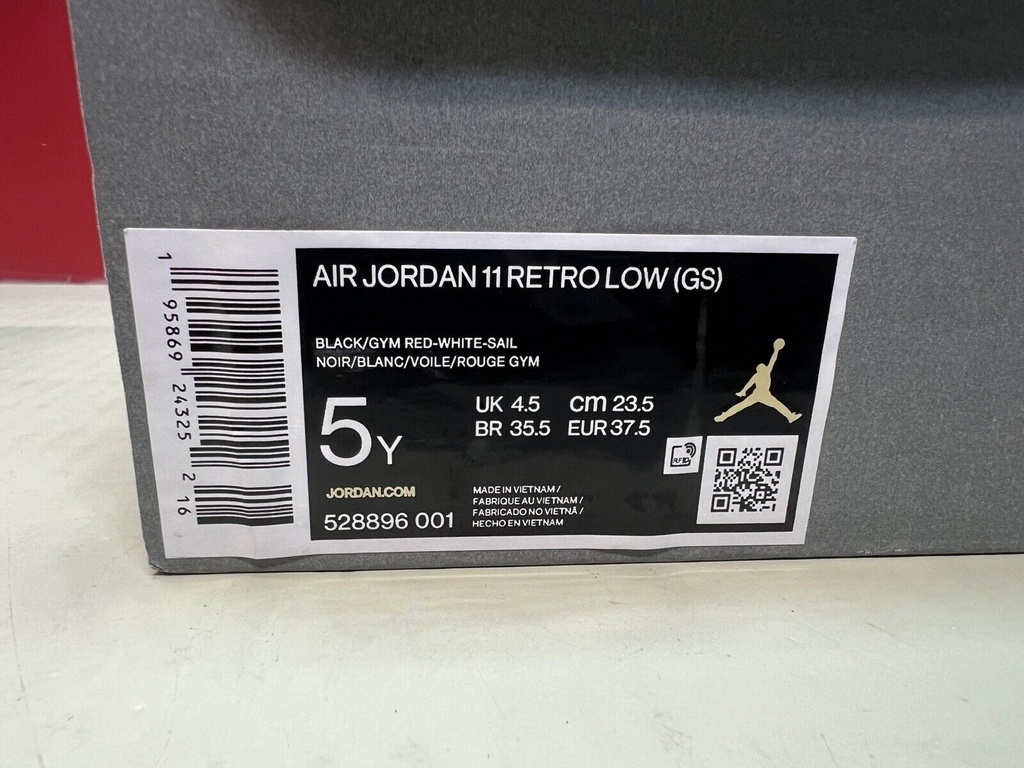 AIR JORDAN 11 RETRO LOW (GS)
BLACK/GYM RED-WHITE-SAIL
NOIR/BLANC/VOILE/ROUGE GYM
5Y
UK 4.5 cm 23.5
BR 35.5 EUR 37.5
RFID
JORDAN.COM
528896 001
MADE IN VIETNAM /
FABRIQUE AU VIETNAM /
FABRICADO NO VIETNÃ /
HECHO EN VIETNAM
1 95869 24325 2 16